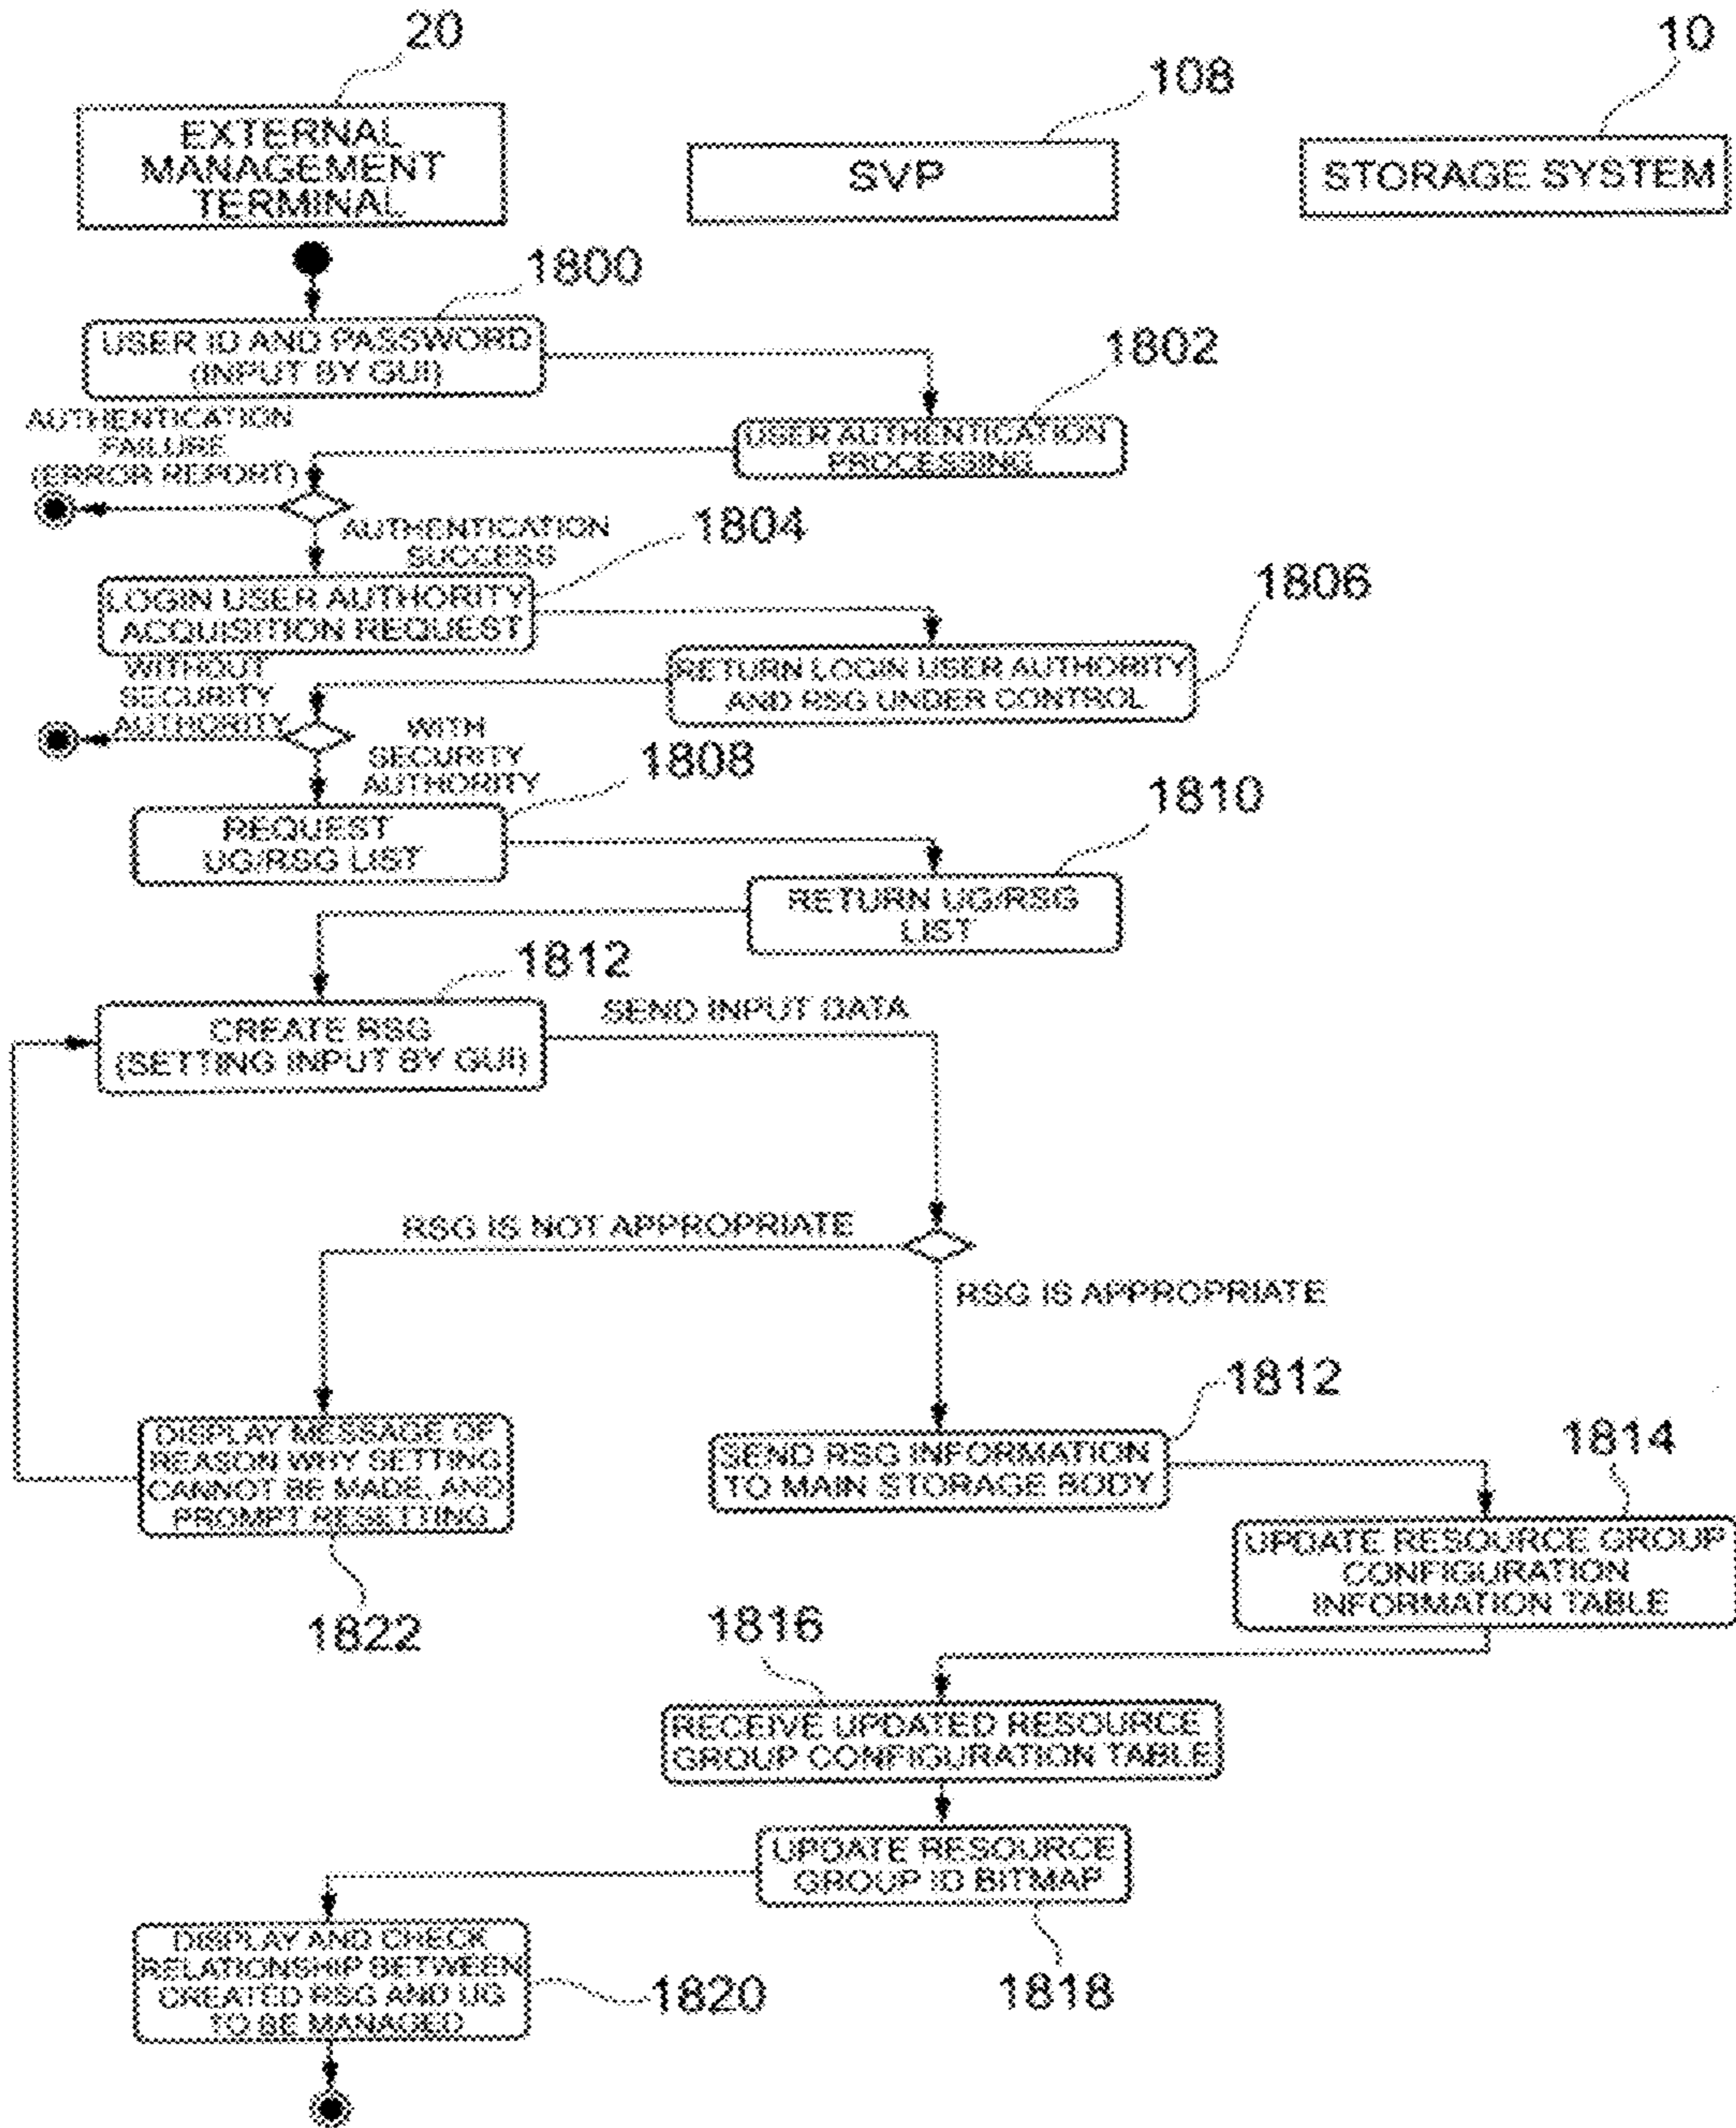 20
10
108
EXTERNAL
MANAGEMENT
TERMINAL
SVP
STORAGE SYSTEM
1800
USER ID AND PASSWORD
(INPUT BY GUI)
1802
AUTHENTICATION
FAILURE
(ERROR REPORT)
USER AUTHENTICATION
PROCESSING
AUTHENTICATION
SUCCESS
1804
LOGIN USER AUTHORITY
ACQUISITION REQUEST
1806
WITHOUT
SECURITY
AUTHORITY
RETURN LOGIN USER AUTHORITY
AND RSG UNDER CONTROL
WITH
SECURITY
AUTHORITY
1808
REQUEST
UG/RSG LIST
1810
RETURN UG/RSG
LIST
1812
CREATE RSG
(SETTING INPUT BY GUI)
SEND INPUT DATA
RSG IS NOT APPROPRIATE
RSG IS APPROPRIATE
1812
DISPLAY MESSAGE OF
REASON WHY SETTING
CANNOT BE MADE, AND
PROMPT RESETTING
SEND RSG INFORMATION
TO MAIN STORAGE BODY
1814
UPDATE RESOURCE GROUP
CONFIGURATION
INFORMATION TABLE
1822
1816
RECEIVE UPDATED RESOURCE
GROUP CONFIGURATION TABLE
UPDATE RESOURCE
GROUP ID BITMAP
DISPLAY AND CHECK
RELATIONSHIP BETWEEN
CREATED RSG AND UG
TO BE MANAGED
1820
1818